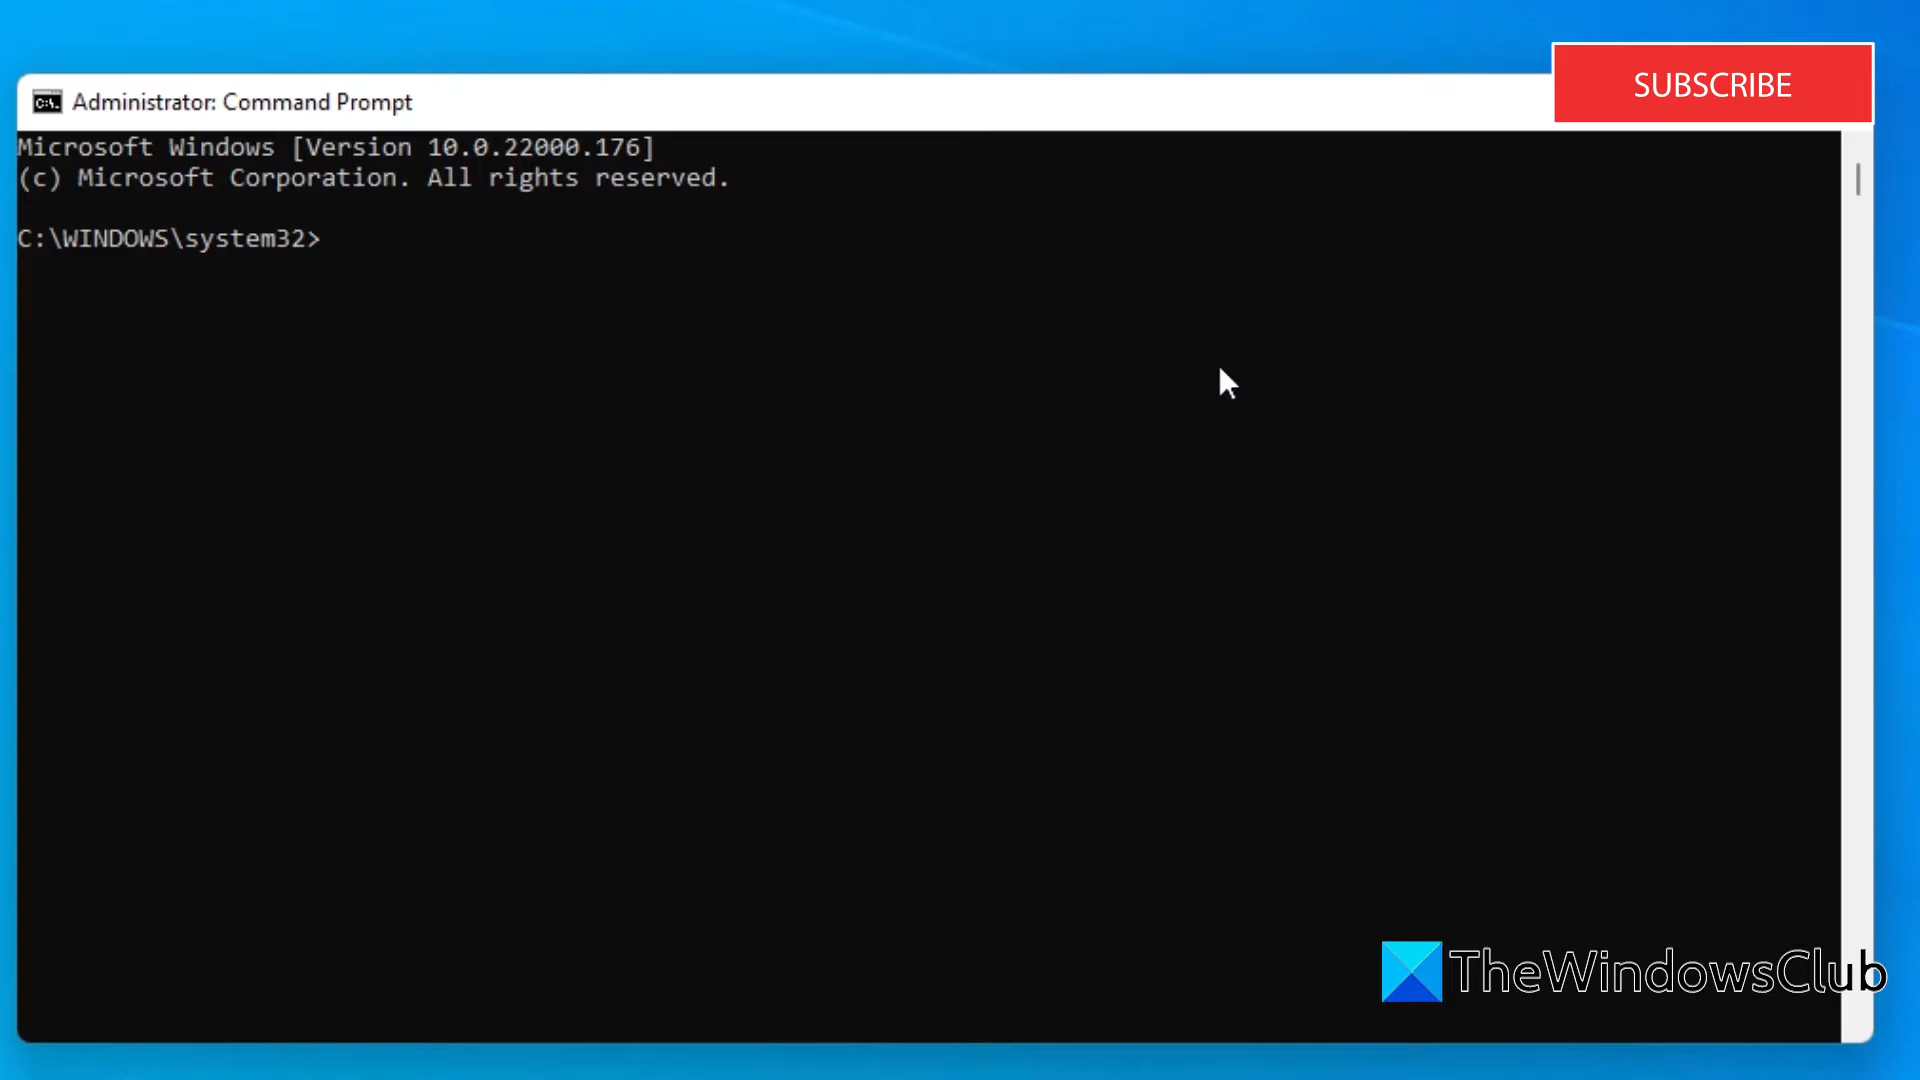 SUBSCRIBE
Administrator: Command Prompt
Microsoft Windows [Version 10.0.22000.176]
(c) Microsoft Corporation. All rights reserved.
C:\WINDOWS\system32>
TheWindowsClub